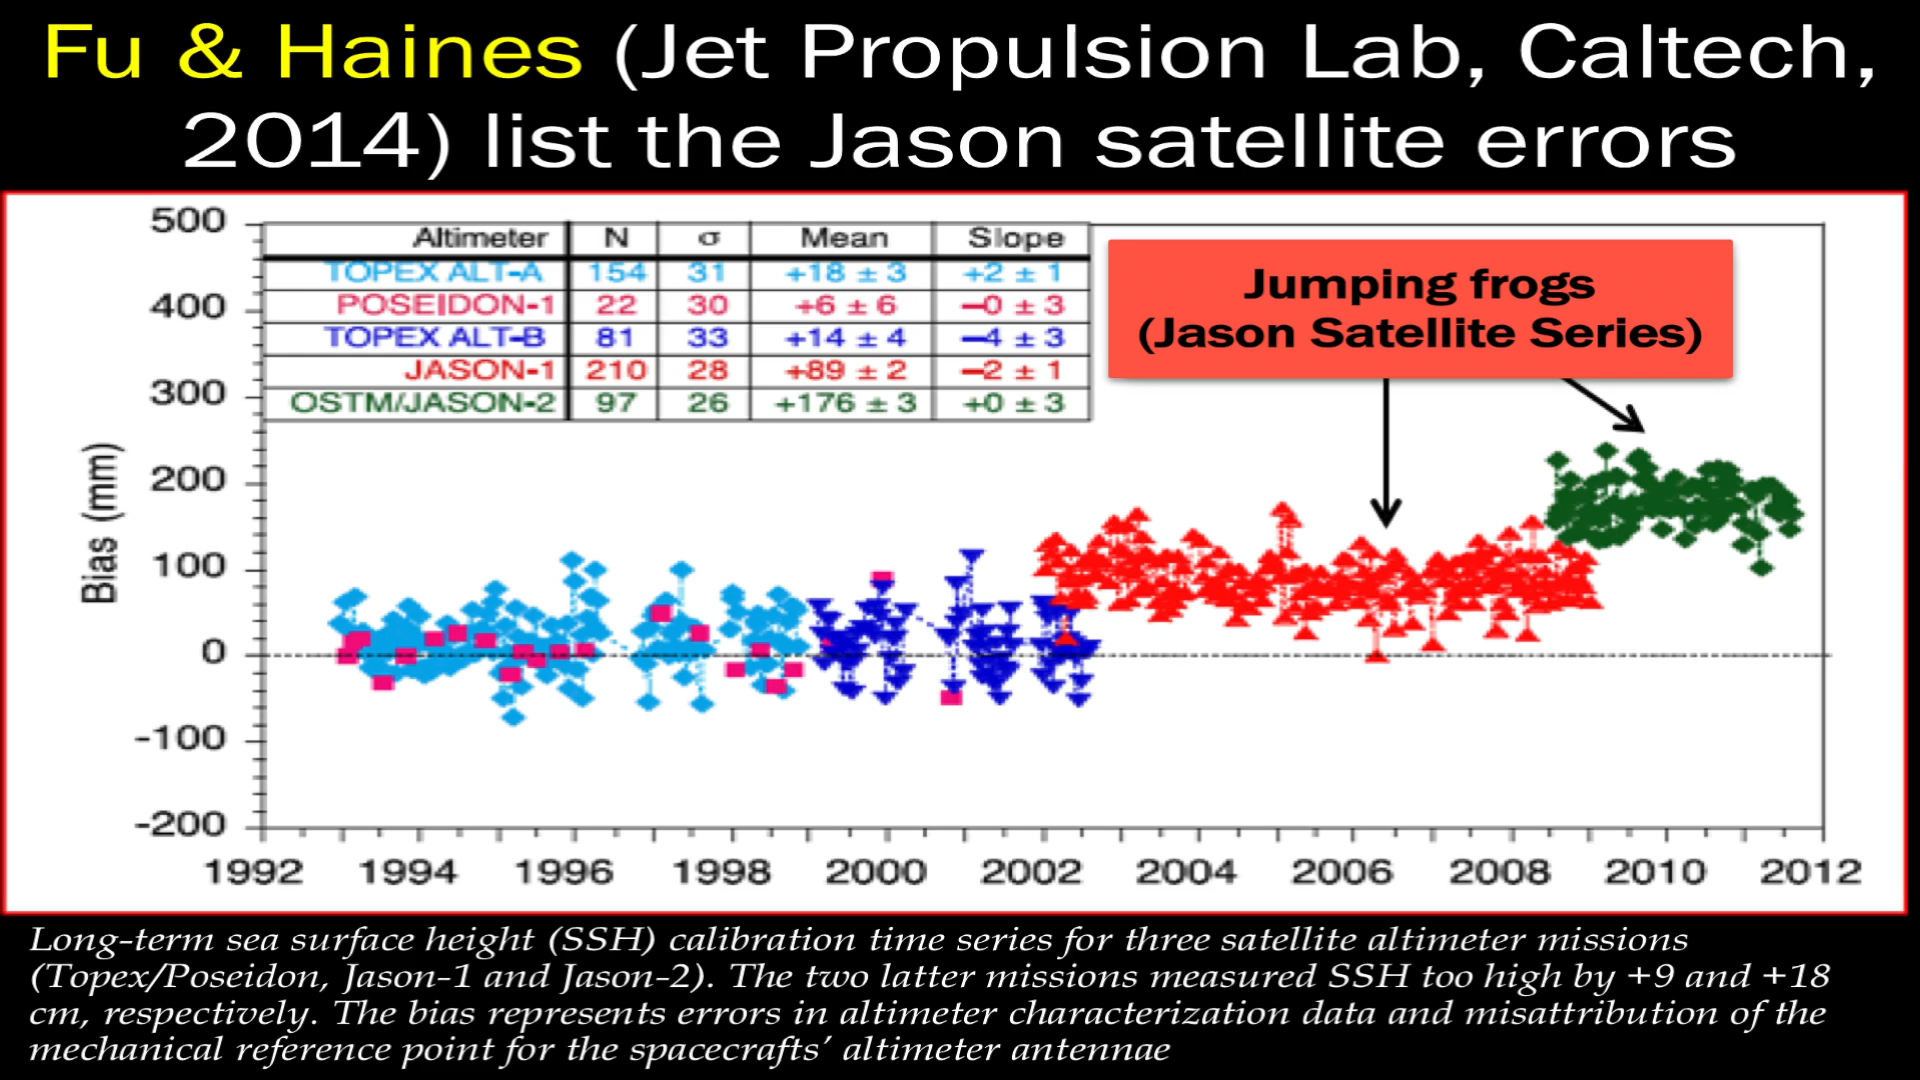 Fu & Haines (Jet Propulsion Lab, Caltech,
2014) list the Jason satellite errors
500
400
300
200
100
0
-100
-200
Bias (mm)
Altimeter N σ Mean Slope
TOPEX ALT-A 154 31 +18 ± 3 +2 ± 1
POSEIDON-1 22 30 +6 ± 6 −0 ± 3
TOPEX ALT-B 81 33 +14 ± 4 −4 ± 3
JASON-1 210 28 +89 ± 2 −2 ± 1
OSTM/JASON-2 97 26 +176 ± 3 +0 ± 3
Jumping frogs
(Jason Satellite Series)
1992 1994 1996 1998 2000 2002 2004 2006 2008 2010 2012
Long-term sea surface height (SSH) calibration time series for three satellite altimeter missions
(Topex/Poseidon, Jason-1 and Jason-2). The two latter missions measured SSH too high by +9 and +18
cm, respectively. The bias represents errors in altimeter characterization data and misattribution of the
mechanical reference point for the spacecrafts’ altimeter antennae